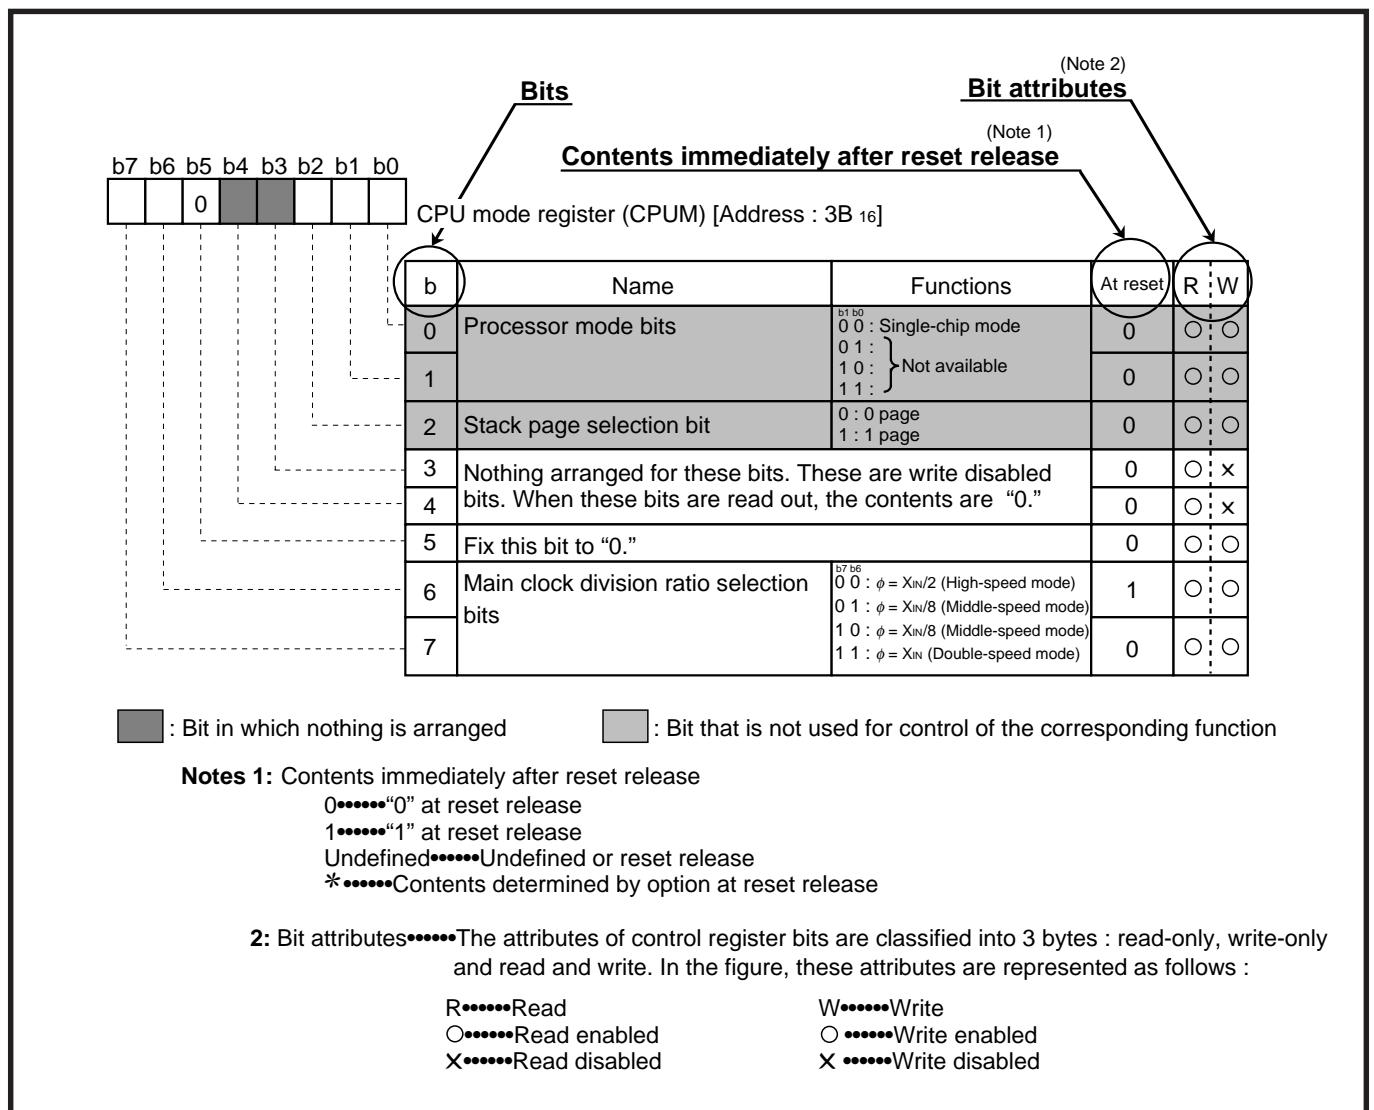 (Note 2)
Bits
Bit attributes
(Note 1)
Contents immediately after reset release
b7 b6 b5 b4 b3 b2 b1 b0
0
CPU mode register (CPUM) [Address : 3B 16]
b Name Functions At reset R W
0 Processor mode bits
b1 b0
0 0 : Single-chip mode
0 1 :
1 0 :
1 1 :
Not available
0 ○ ○
1 0 ○ ○
2 Stack page selection bit
0 : 0 page
1 : 1 page
0 ○ ○
3 Nothing arranged for these bits. These are write disabled 0 ○ ×
4 bits. When these bits are read out, the contents are “0.” 0 ○ ×
5 Fix this bit to “0.” 0 ○ ○
6 Main clock division ratio selection
bits
b7 b6
0 0 : ϕ = XIN/2 (High-speed mode)
0 1 : ϕ = XIN/8 (Middle-speed mode)
1 0 : ϕ = XIN/8 (Middle-speed mode)
1 1 : ϕ = XIN (Double-speed mode)
1 ○ ○
7 0 ○ ○
: Bit in which nothing is arranged : Bit that is not used for control of the corresponding function
Notes 1: Contents immediately after reset release
0••••••“0” at reset release
1••••••“1” at reset release
Undefined••••••Undefined or reset release
*••••••Contents determined by option at reset release
2: Bit attributes••••••The attributes of control register bits are classified into 3 bytes : read-only, write-only
and read and write. In the figure, these attributes are represented as follows :
R••••••Read W••••••Write
○••••••Read enabled ○ ••••••Write enabled
×••••••Read disabled × ••••••Write disabled